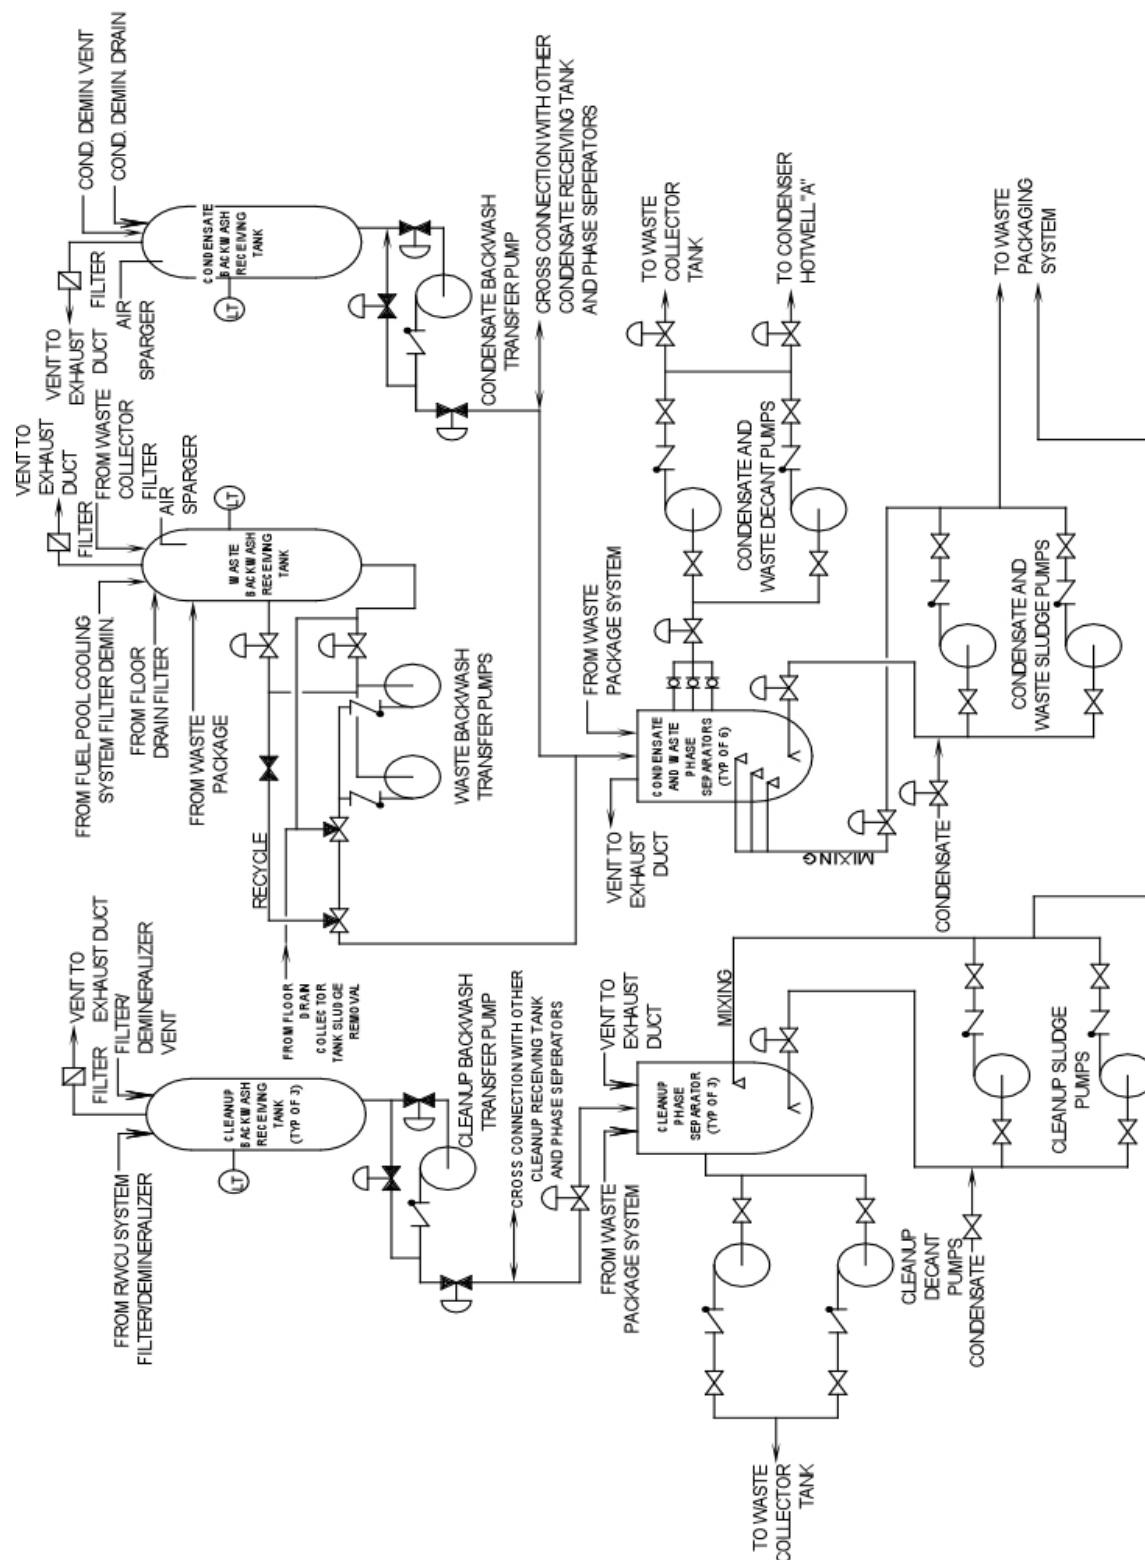 VENT TO
EXHAUST DUCT
FILTER
FILTER/
DEMINERALIZER
VENT
FROM RWCU SYSTEM
FILTER/DEMINERALIZER
CLEANUP
BACKWASH
RECEIVING
TANK
(TYP OF 3)
LT
CLEANUP BACKWASH
TRANSFER PUMP
CROSS CONNECTION WITH OTHER
CLEANUP RECEIVING TANK
AND PHASE SEPERATORS
FROM WASTE
PACKAGE SYSTEM
VENT TO
EXHAUST
DUCT
CLEANUP
PHASE
SEPARATOR
(TYP OF 3)
MIXING
CLEANUP SLUDGE
PUMPS
CLEANUP
DECANT
PUMPS
CONDENSATE
TO WASTE
COLLECTOR
TANK
VENT TO
EXHAUST
DUCT
FILTER
FROM WASTE
COLLECTOR
FILTER
AIR
SPARGER
FROM FUEL POOL COOLING
SYSTEM FILTER DEMIN.
FROM FLOOR
DRAIN FILTER
FROM WASTE
PACKAGE
WASTE
BACKWASH
RECEIVING
TANK
LT
RECYCLE
FROM FLOOR
DRAIN
COLLECTOR
TANK SLUDGE
REMOVAL
WASTE BACKWASH
TRANSFER PUMPS
COND. DEMIN. VENT
COND. DEMIN. DRAIN
VENT TO
EXHAUST
DUCT
FILTER
AIR
SPARGER
CONDENSATE
BACKWASH
RECEIVING
TANK
LT
CONDENSATE BACKWASH
TRANSFER PUMP
CROSS CONNECTION WITH OTHER
CONDENSATE RECEIVING TANK
AND PHASE SEPERATORS
FROM WASTE
PACKAGE SYSTEM
VENT TO
EXHAUST
DUCT
CONDENSATE
AND WASTE
PHASE
SEPARATORS
(TYP OF 6)
MIXING
TO WASTE
COLLECTOR
TANK
TO CONDENSER
HOTWELL "A"
CONDENSATE AND
WASTE DECANT PUMPS
CONDENSATE AND
WASTE SLUDGE PUMPS
CONDENSATE
TO WASTE
PACKAGING
SYSTEM